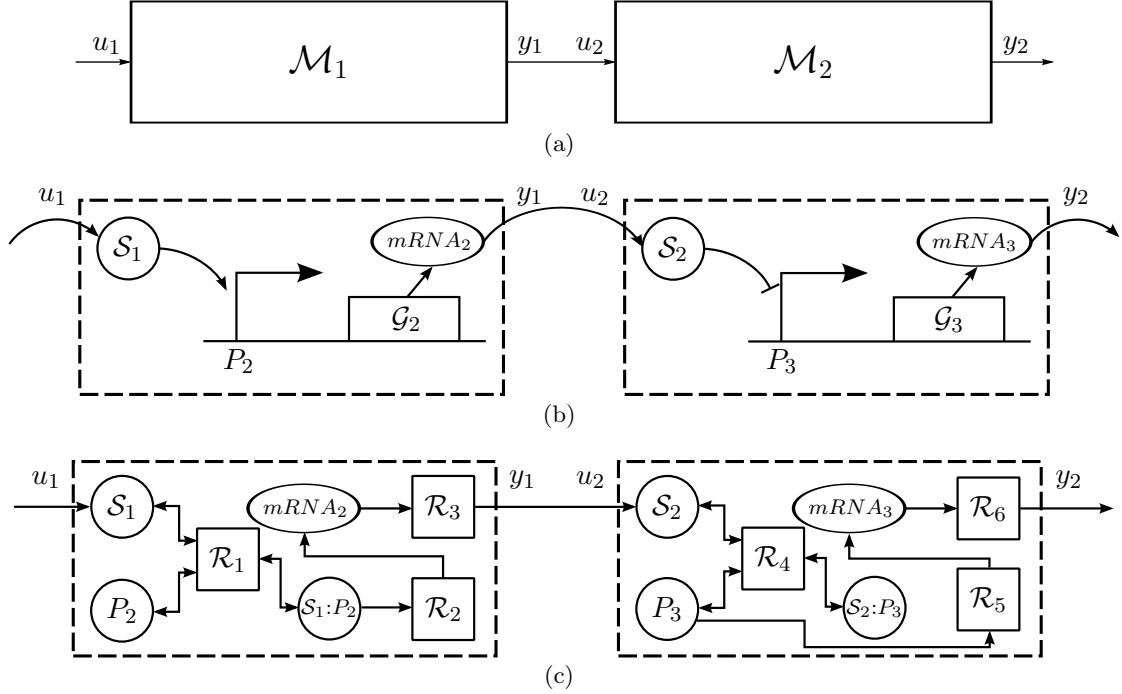 u₁ ℳ₁ y₁ u₂ ℳ₂ y₂
(a)
u₁ y₁ u₂ y₂
𝒮₁ mRNA₂ 𝒮₂ mRNA₃
𝒢₂ 𝒢₃
P₂ P₃
(b)
u₁ y₁ u₂ y₂
𝒮₁ mRNA₂ ℛ₃ 𝒮₂ mRNA₃ ℛ₆
ℛ₁ ℛ₄
P₂ 𝒮₁:P₂ ℛ₂ P₃ 𝒮₂:P₃ ℛ₅
(c)